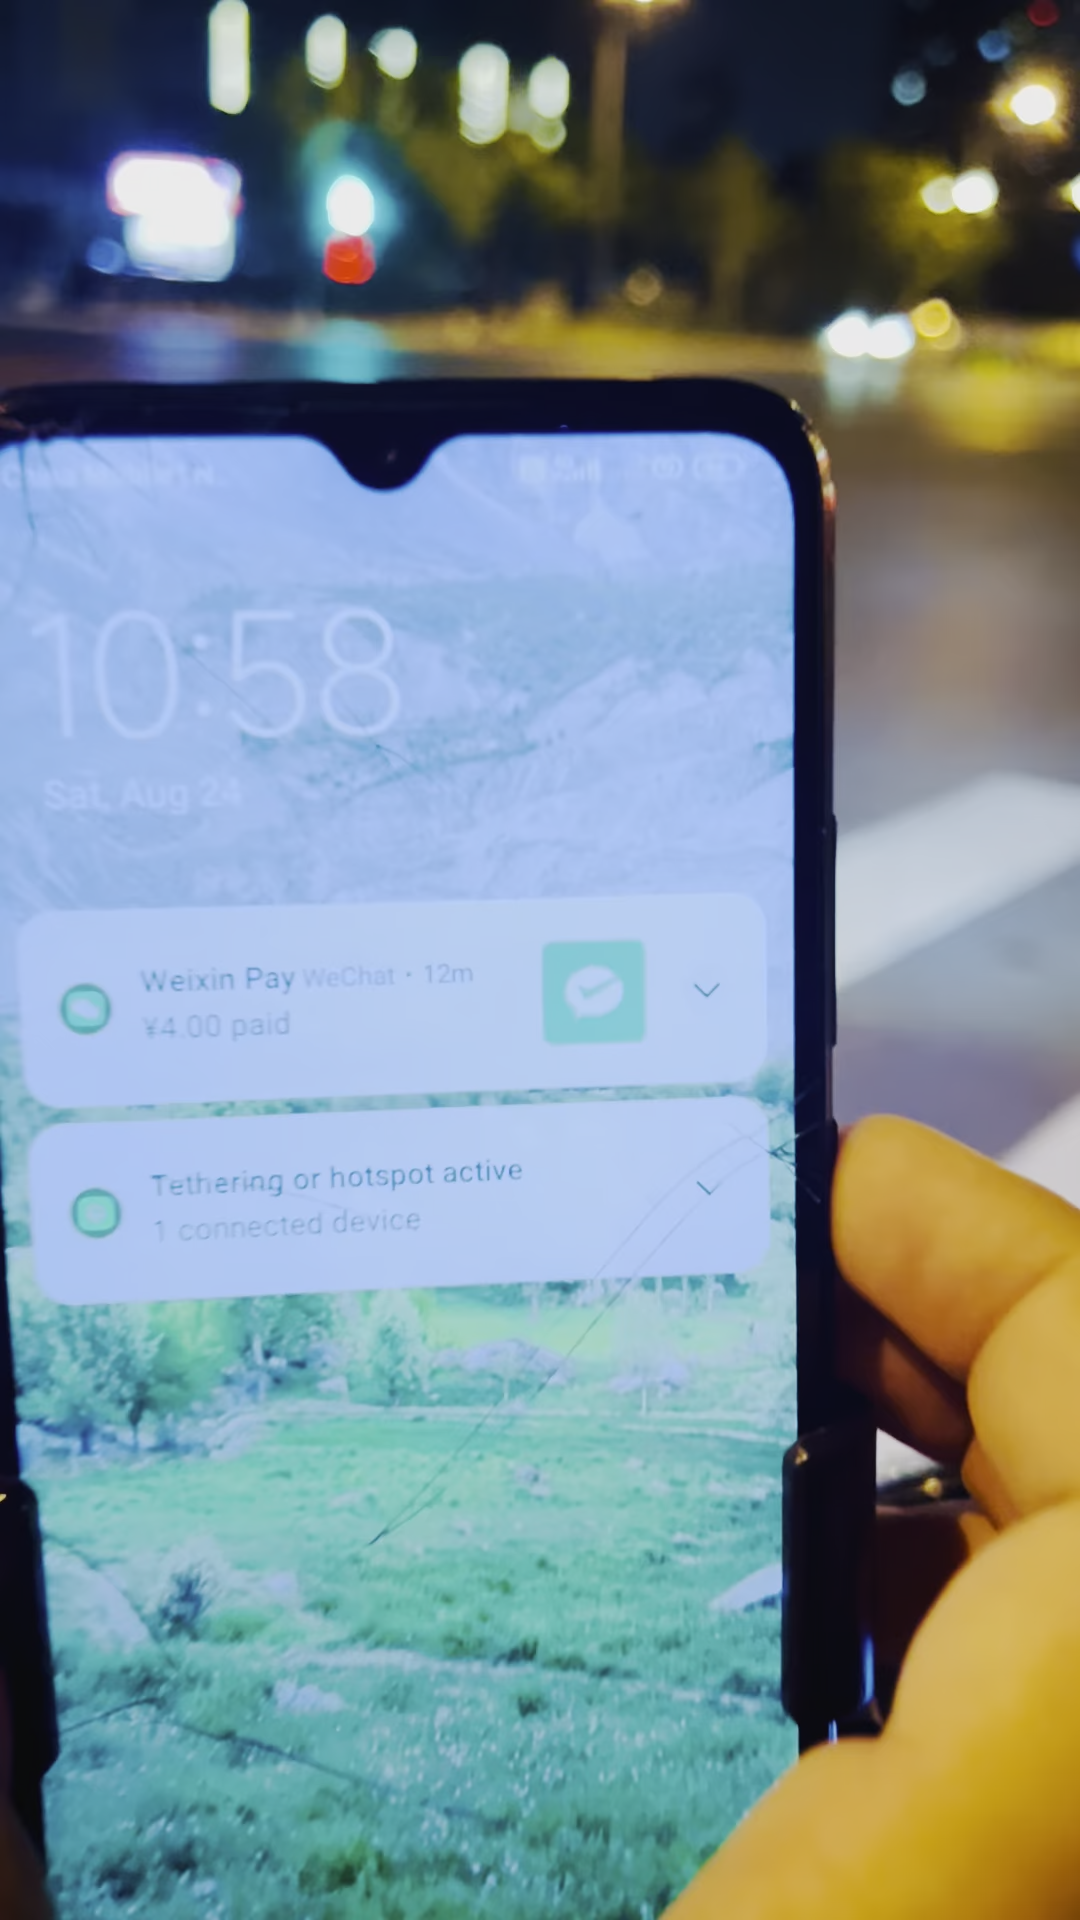 10:58
Sat, Aug 24
Weixin Pay WeChat • 12m
¥4.00 paid
Tethering or hotspot active
1 connected device